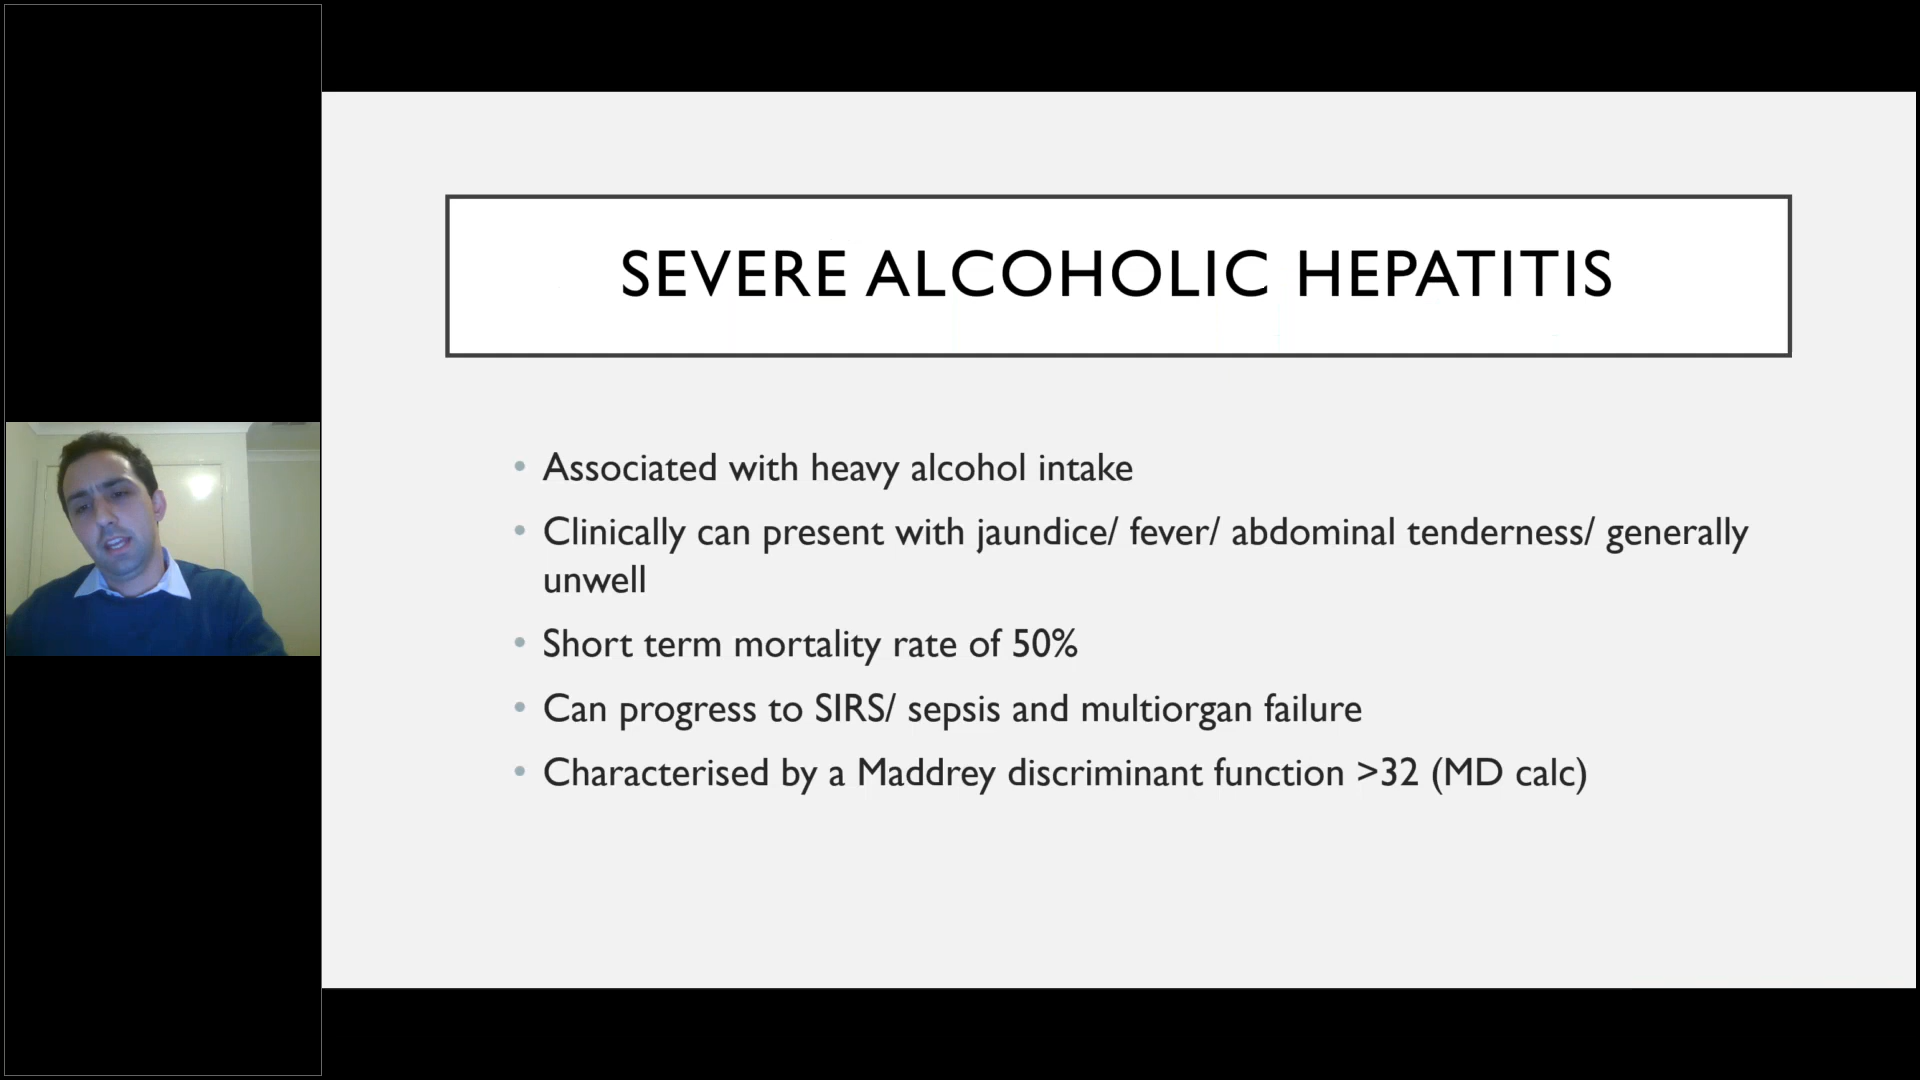 SEVERE ALCOHOLIC HEPATITIS
• Associated with heavy alcohol intake
• Clinically can present with jaundice/ fever/ abdominal tenderness/ generally
unwell
• Short term mortality rate of 50%
• Can progress to SIRS/ sepsis and multiorgan failure
• Characterised by a Maddrey discriminant function >32 (MD calc)